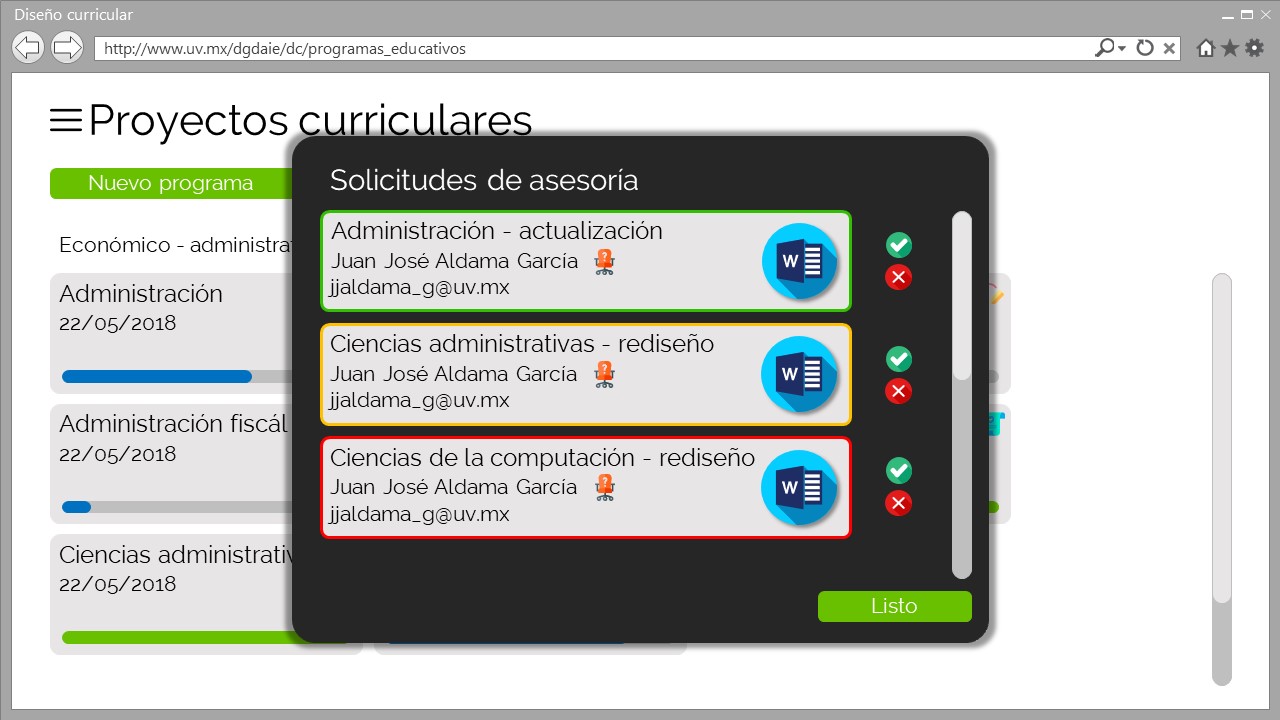 Diseño curricular
http://www.uv.mx/dgdaie/dc/programas_educativos
Proyectos curriculares
Nuevo programa
Solicitudes de asesoría
Administración - actualización
Juan José Aldama García
jjaldama_g@uv.mx
W
Ciencias administrativas - rediseño
Juan José Aldama García
jjaldama_g@uv.mx
W
Ciencias de la computación - rediseño
Juan José Aldama García
jjaldama_g@uv.mx
W
Listo
Económico -
Administración
22/05/2018
Administración fiscál
22/05/2018
Ciencias
22/05/2018